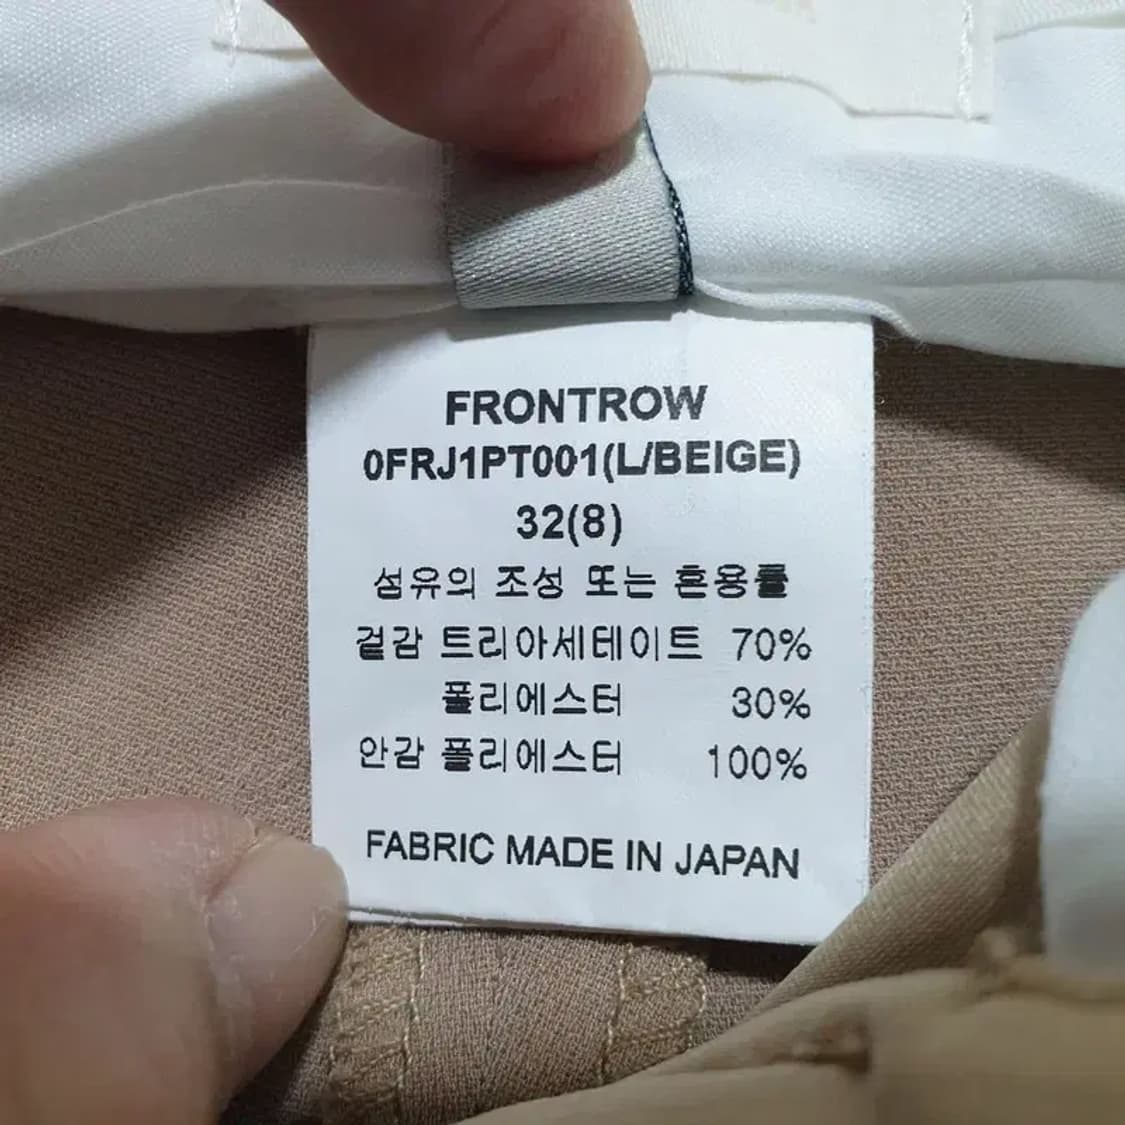 FRONTROW
0FRJ1PT001(L/BEIGE)
32(8)
섬유의 조성 또는 혼용률
겉감 트리아세테이트 70%
폴리에스터 30%
안감 폴리에스터 100%
FABRIC MADE IN JAPAN